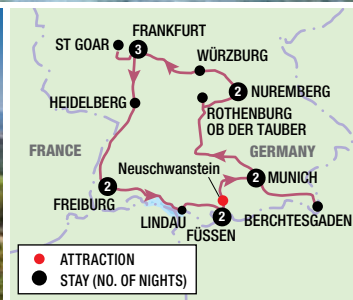 FRANKFURT
ST GOAR
3
WÜRZBURG
2
NUREMBERG
HEIDELBERG
ROTHENBURG
OB DER TAUBER
FRANCE
GERMANY
Neuschwanstein
2
MUNICH
2
FREIBURG
LINDAU
2
FÜSSEN
BERCHTESGADEN
ATTRACTION
STAY (NO. OF NIGHTS)